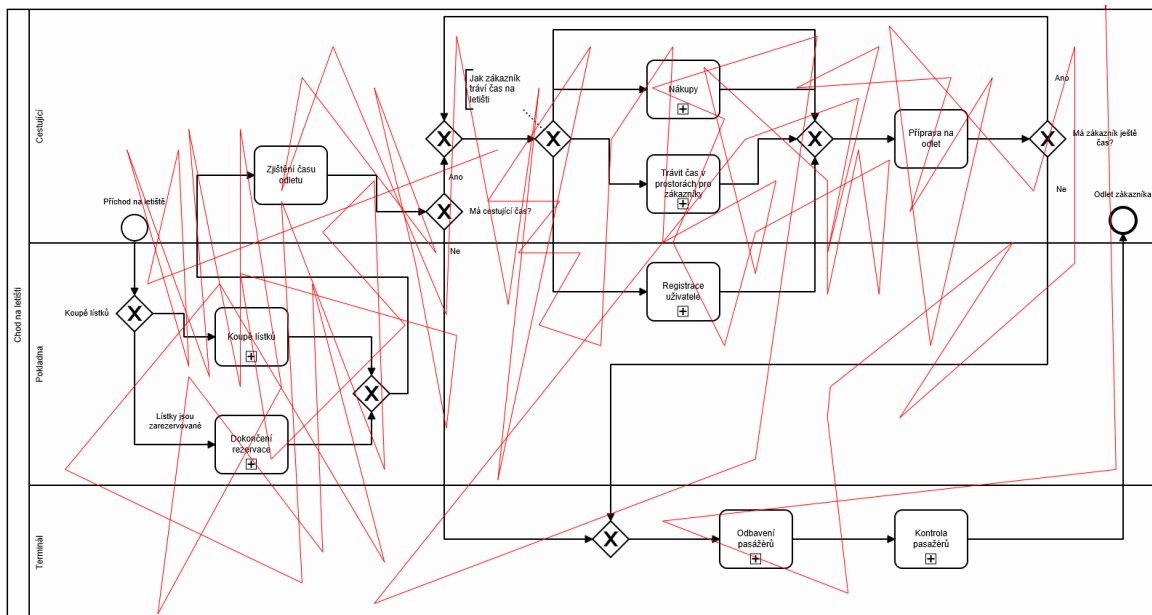 Chod na letišti
Cestující
Pokladna
Terminál
Příchod na letiště
Koupě lístků
Lístky jsou
zarezervované
Zjištění času
odletu
Koupě lístků
Dokončení
rezervace
Ano
Má cestující čas?
Ne
Jak zákazník
tráví čas na
letišti
Nákupy
Trávit čas v
prostorách pro
zákazníky
Registrace
uživatele
Příprava na
odlet
Ano
Má zákazník ještě
čas?
Ne
Odlet zákazníka
Odbavení
pasážérů
Kontrola
pasažérů